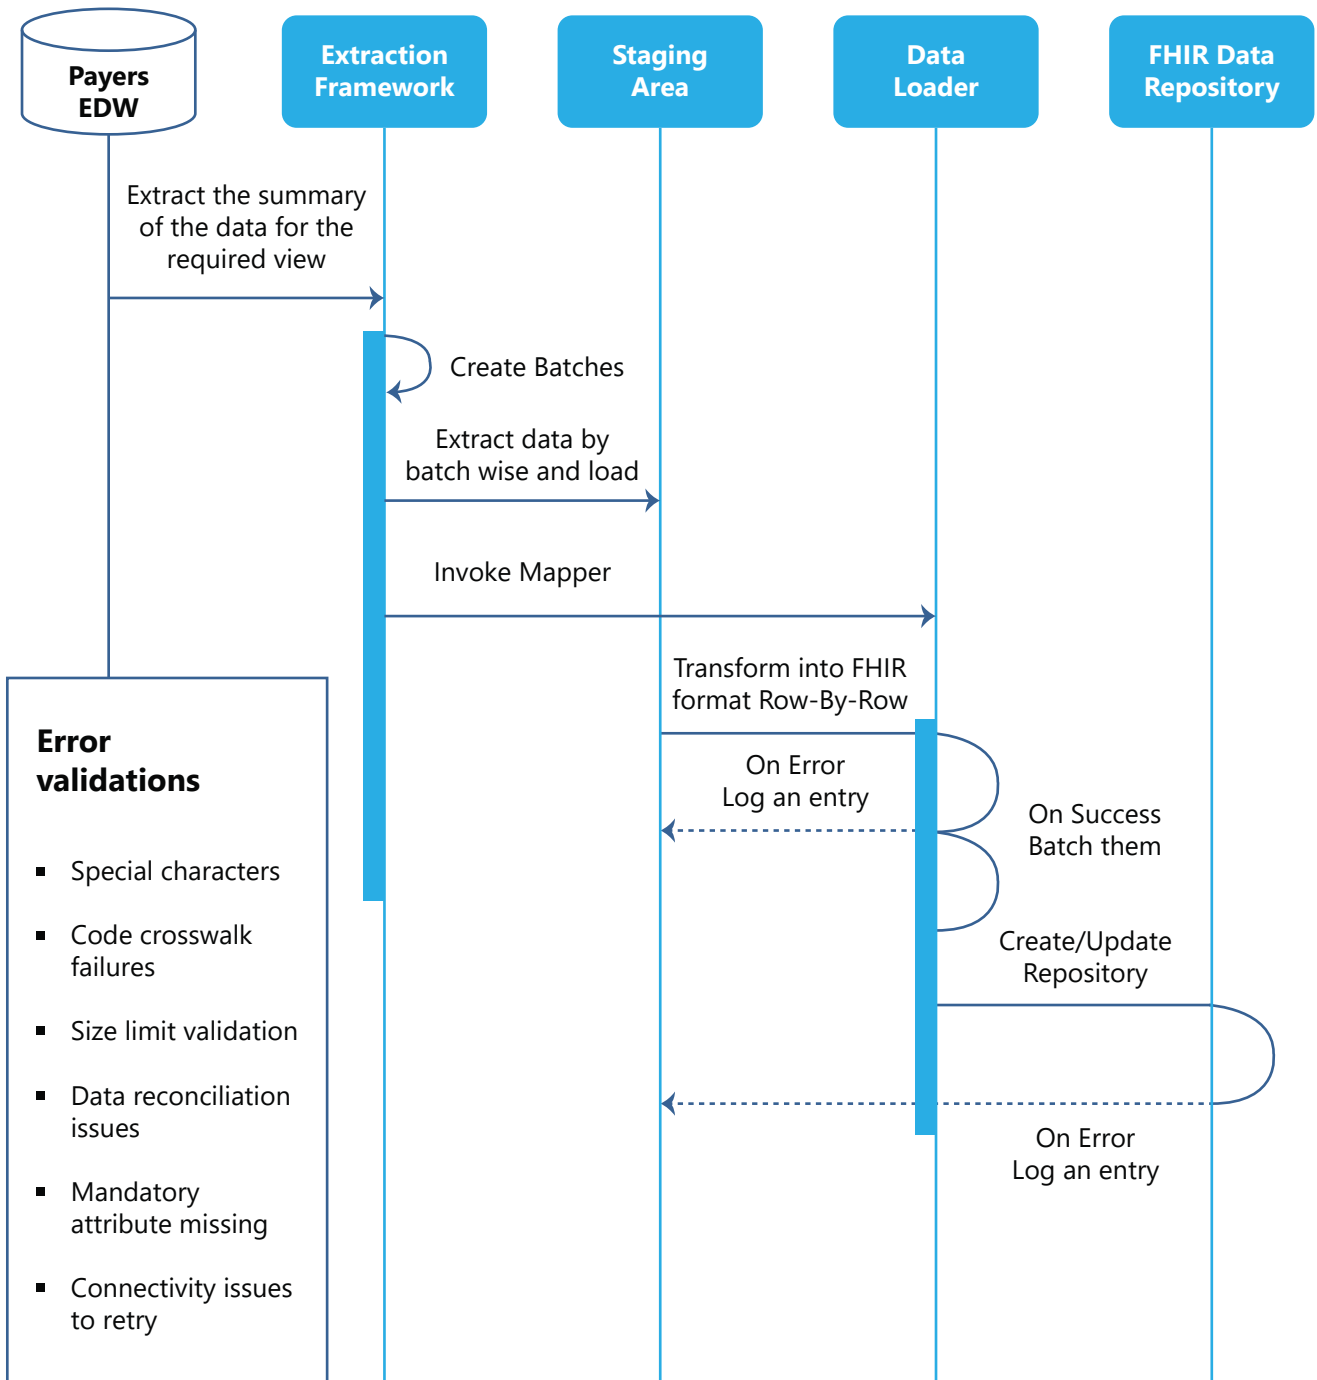 Payers
EDW
Extraction
Framework
Staging
Area
Data
Loader
FHIR Data
Repository
Extract the summary
of the data for the
required view
Create Batches
Extract data by
batch wise and load
Invoke Mapper
Transform into FHIR
format Row-By-Row
On Error
Log an entry
On Success
Batch them
Create/Update
Repository
On Error
Log an entry
Error
validations
▪ Special characters
▪ Code crosswalk
failures
▪ Size limit validation
▪ Data reconciliation
issues
▪ Mandatory
attribute missing
▪ Connectivity issues
to retry